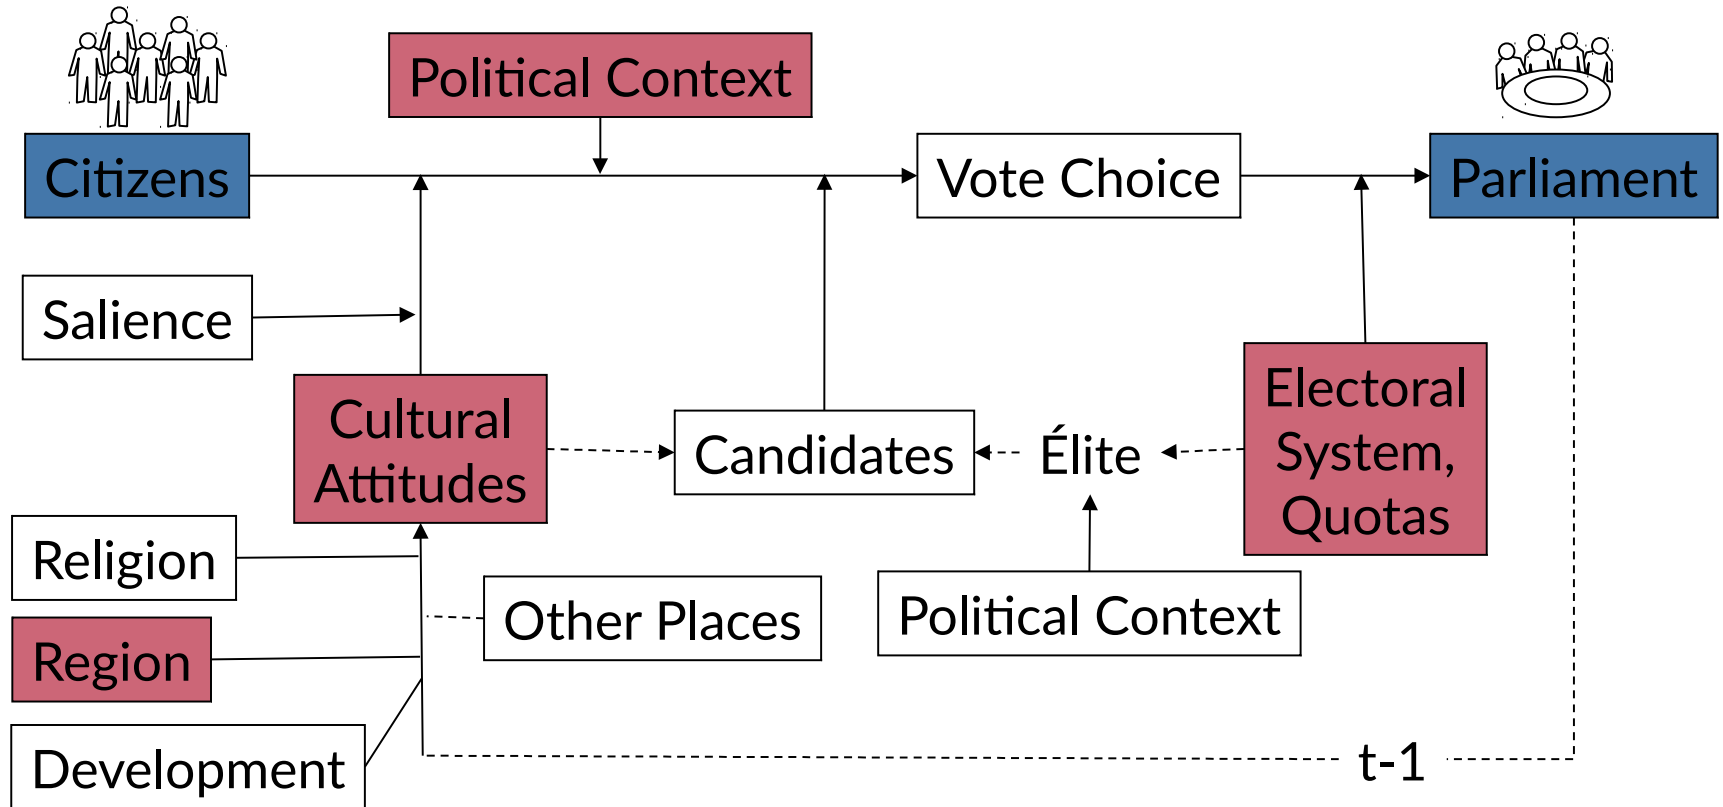 Political Context
Citizens
Vote Choice
Parliament
Salience
Cultural
Attitudes
Candidates
Élite
Electoral
System,
Quotas
Religion
Other Places
Political Context
Region
Development
t-1